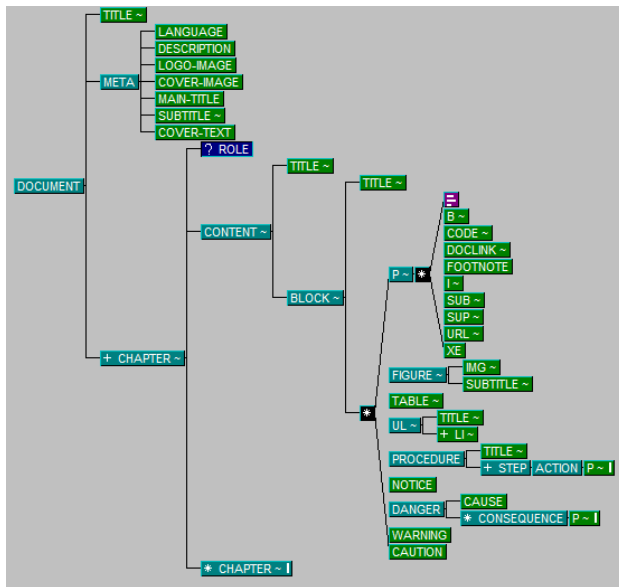 TITLE ~
LANGUAGE
DESCRIPTION
LOGO-IMAGE
META
COVER-IMAGE
MAIN-TITLE
SUBTITLE ~
COVER-TEXT
? ROLE
TITLE ~
DOCUMENT
TITLE ~
B ~
CONTENT ~
CODE ~
DOCLINK ~
P ~ *
FOOTNOTE
I ~
BLOCK ~
SUB ~
SUP ~
URL ~
XE
+ CHAPTER ~
IMG ~
FIGURE ~
SUBTITLE ~
TABLE ~
*
TITLE ~
UL ~
+ LI ~
TITLE ~
PROCEDURE
+ STEP ACTION P ~
NOTICE
CAUSE
DANGER
* CONSEQUENCE P ~
WARNING
CAUTION
* CHAPTER ~